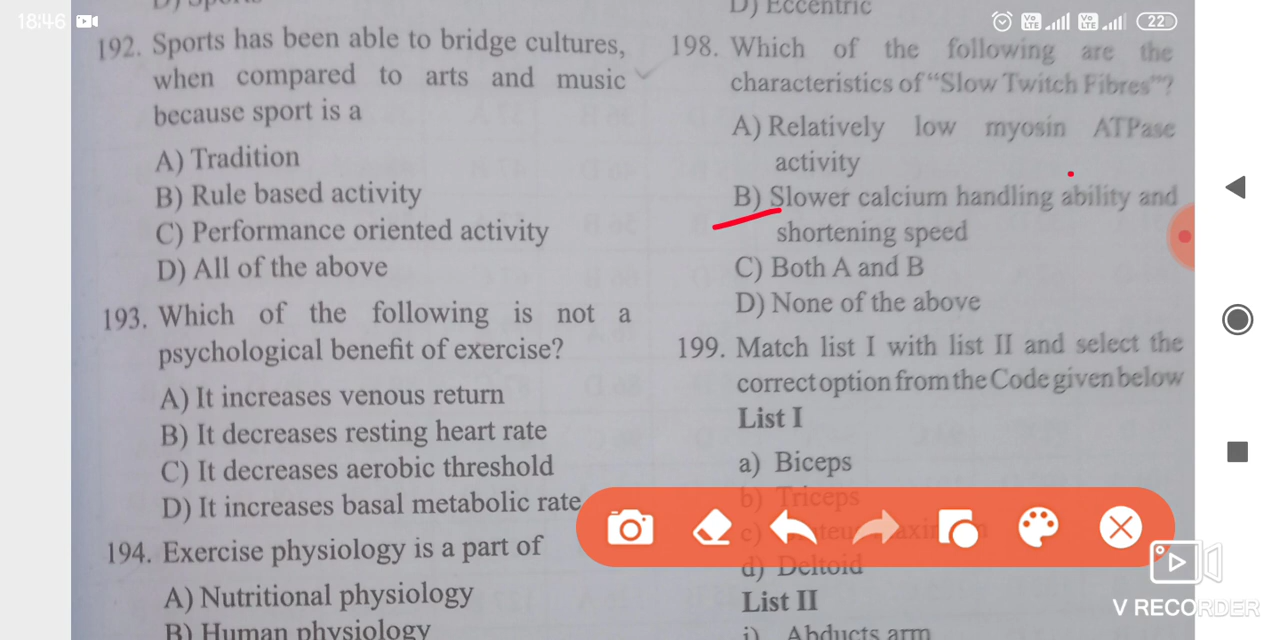 18:46
22
192. Sports has been able to bridge cultures,
when compared to arts and music
because sport is a
A) Tradition
B) Rule based activity
C) Performance oriented activity
D) All of the above
193. Which of the following is not a
psychological benefit of exercise?
A) It increases venous return
B) It decreases resting heart rate
C) It decreases aerobic threshold
D) It increases basal metabolic rate
194. Exercise physiology is a part of
A) Nutritional physiology
B) Human physiology
D) Eccentric
198. Which of the following are the
characteristics of “Slow Twitch Fibres”?
A) Relatively low myosin ATPase
activity
B) Slower calcium handling ability and
shortening speed
C) Both A and B
D) None of the above
199. Match list I with list II and select the
correct option from the Code given below
List I
a) Biceps
b) Triceps
c)
d) Deltoid
List II
i) Abducts arm
V RECORDER